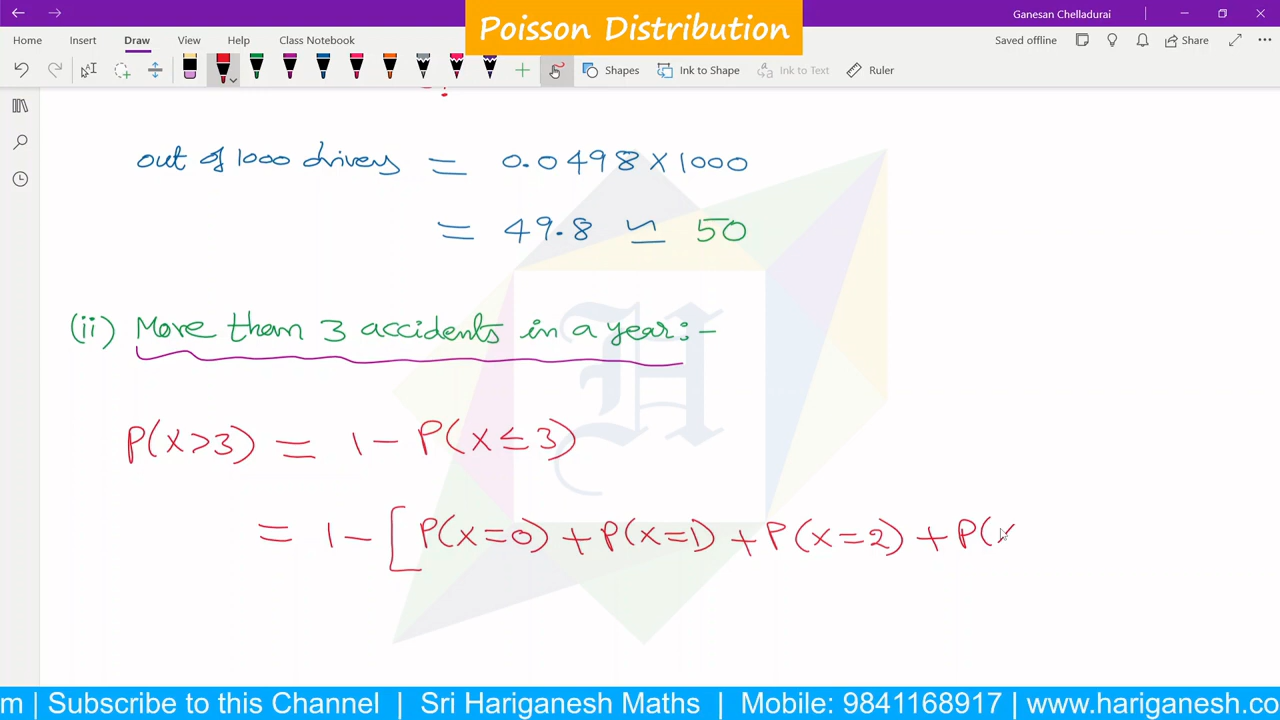 Poisson Distribution
Ganesan Chelladurai
Home Insert Draw View Help Class Notebook
Saved offline Share
Shapes Ink to Shape Ink to Text Ruler
out of 1000 drivers = 0.0498 X 1000
= 49.8 ≃ 50
(ii) More than 3 accidents in a year:-
P(X>3) = 1 - P(X≤3)
= 1 - [ P(X=0) + P(X=1) + P(X=2) + P(X
m | Subscribe to this Channel | Sri Hariganesh Maths | Mobile: 9841168917 | www.hariganesh.co